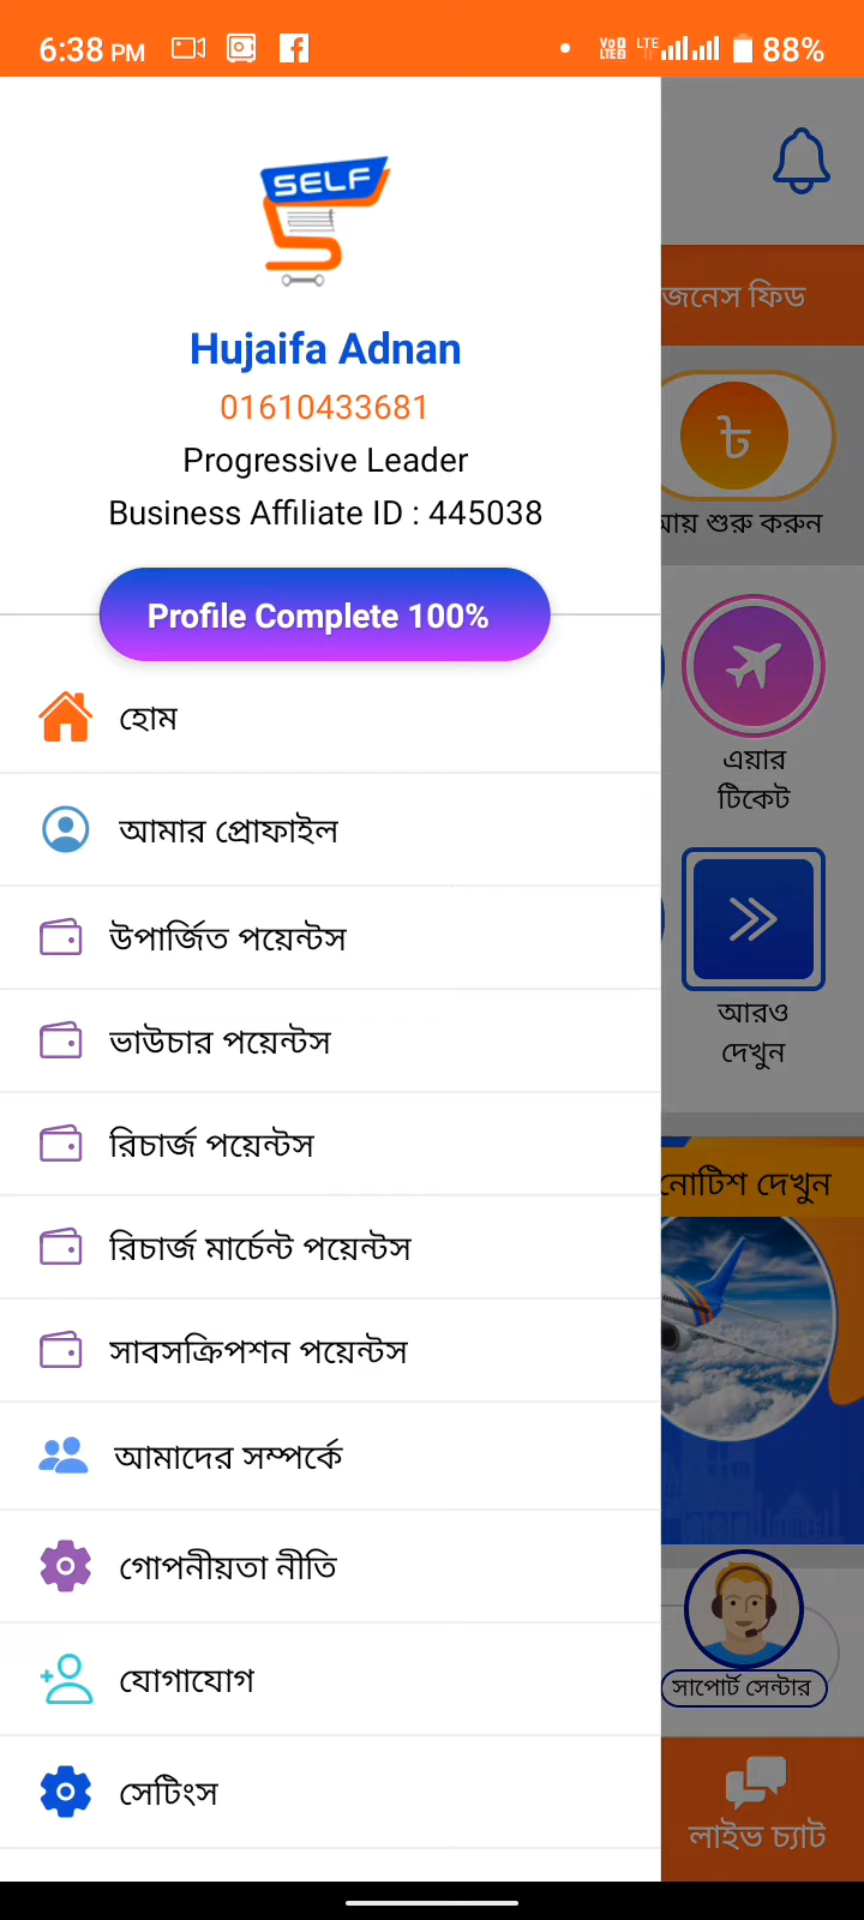 6:38 PM
88%
SELF
Hujaifa Adnan
01610433681
Progressive Leader
Business Affiliate ID : 445038
Profile Complete 100%
হোম
আমার প্রোফাইল
উপার্জিত পয়েন্টস
ভাউচার পয়েন্টস
রিচার্জ পয়েন্টস
রিচার্জ মার্চেন্ট পয়েন্টস
সাবসক্রিপশন পয়েন্টস
আমাদের সম্পর্কে
গোপনীয়তা নীতি
যোগাযোগ
সেটিংস
জনেস ফিড
৳
শুরু করুন
এয়ার
টিকেট
আরও
দেখুন
নোটিশ দেখুন
সাপোর্ট সেন্টার
লাইভ চ্যাট